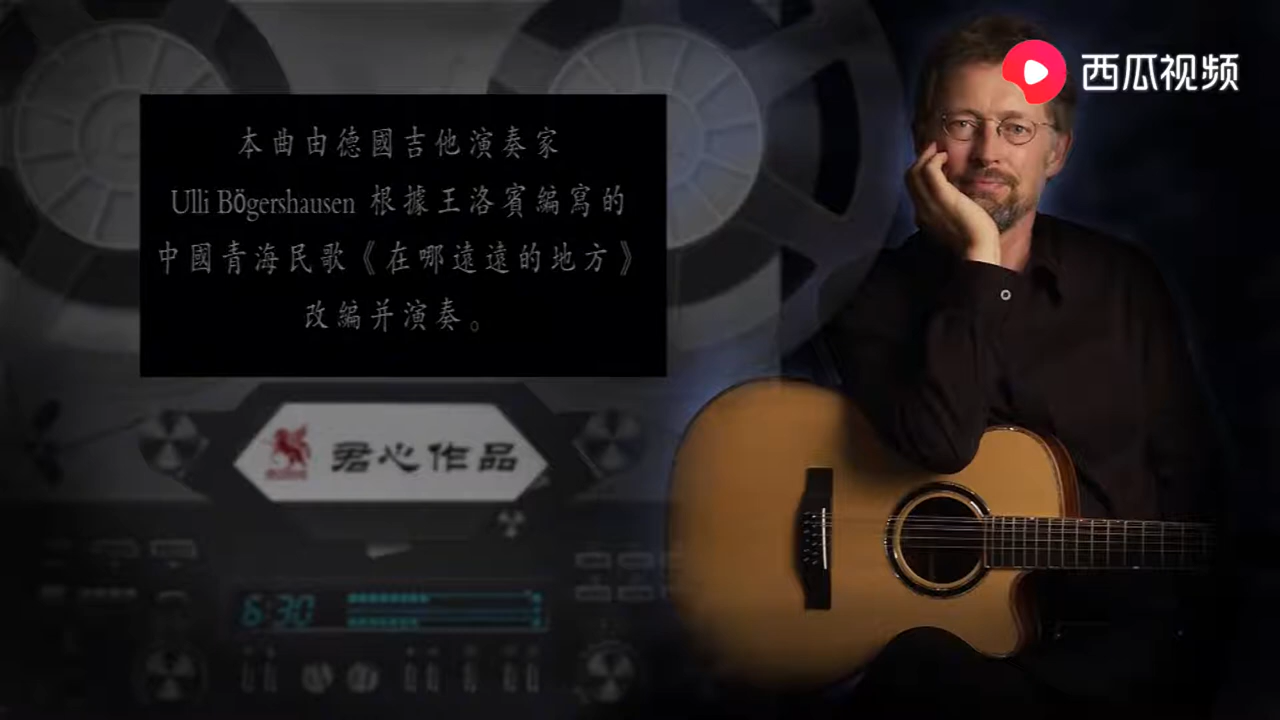 西瓜视频
本曲由德國吉他演奏家
Ulli Bögershausen 根據王洛賓編寫的
中國青海民歌《在哪遠遠的地方》
改編并演奏。
君心作品
6:30